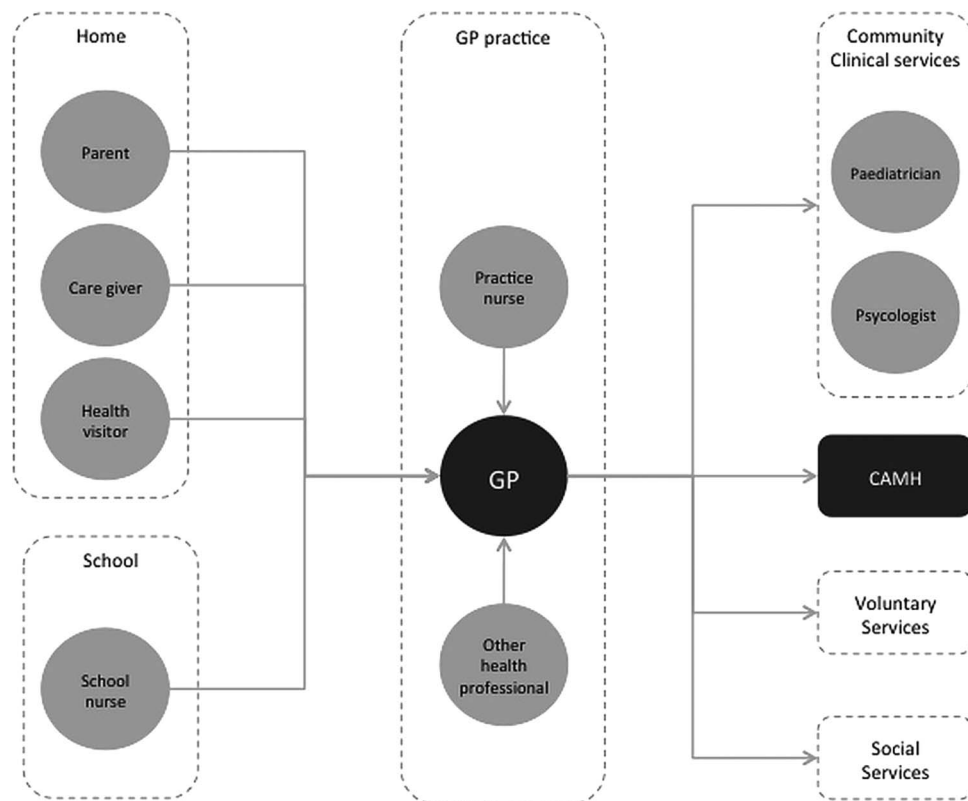 Home
Parent
Care giver
Health
visitor
School
School
nurse
GP practice
Practice
nurse
GP
Other
health
professional
Community
Clinical services
Paediatrician
Psycologist
CAMH
Voluntary
Services
Social
Services